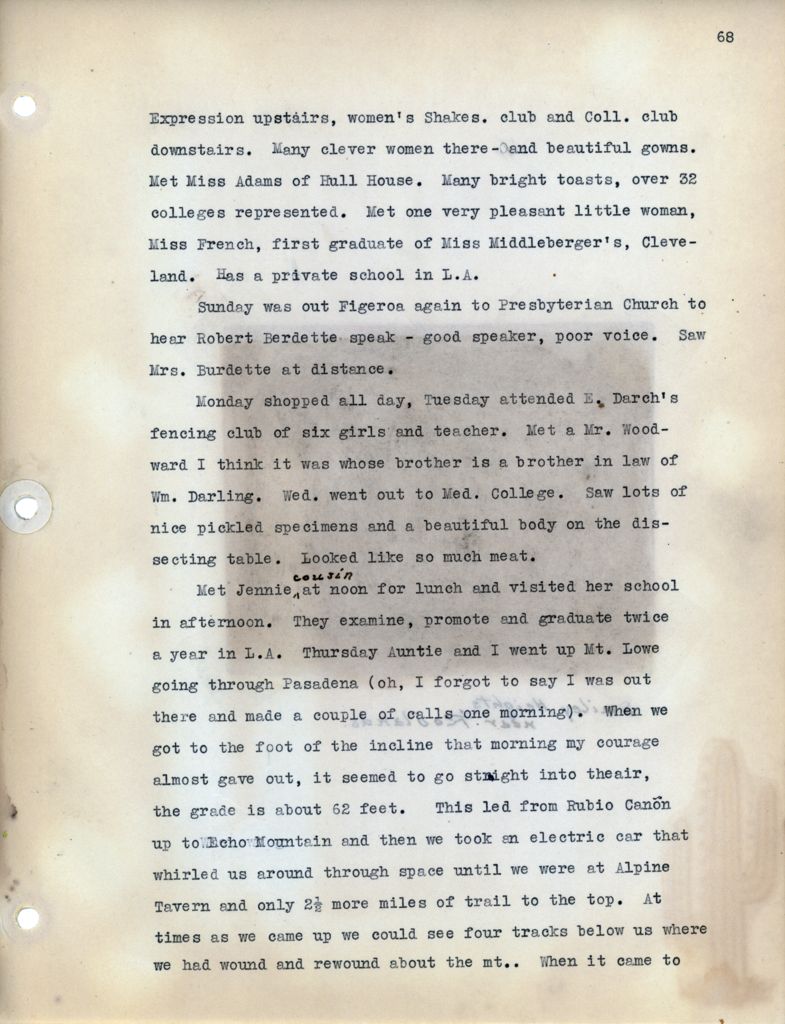 68
Expression upstairs, women's Shakes. club and Coll. club
downstairs. Many clever women there- and beautiful gowns.
Met Miss Adams of Hull House. Many bright toasts, over 32
colleges represented. Met one very pleasant little woman,
Miss French, first graduate of Miss Middleberger's, Cleve-
land. Has a private school in L.A.
Sunday was out Figeroa again to Presbyterian Church to
hear Robert Berdette speak - good speaker, poor voice. Saw
Mrs. Burdette at distance.
Monday shopped all day, Tuesday attended E. Darch's
fencing club of six girls and teacher. Met a Mr. Wood-
ward I think it was whose brother is a brother in law of
Wm. Darling. Wed. went out to Med. College. Saw lots of
nice pickled specimens and a beautiful body on the dis-
secting table. Looked like so much meat.
cousin
Met Jennie, at noon for lunch and visited her school
in afternoon. They examine, promote and graduate twice
a year in L.A. Thursday Auntie and I went up Mt. Lowe
going through Pasadena (oh, I forgot to say I was out
there and made a couple of calls one morning). When we
got to the foot of the incline that morning my courage
almost gave out, it seemed to go straight into theair,
the grade is about 62 feet. This led from Rubio Canõn
up to Echo Mountain and then we took an electric car that
whirled us around through space until we were at Alpine
Tavern and only 2½ more miles of trail to the top. At
times as we came up we could see four tracks below us where
we had wound and rewound about the mt.. When it came to